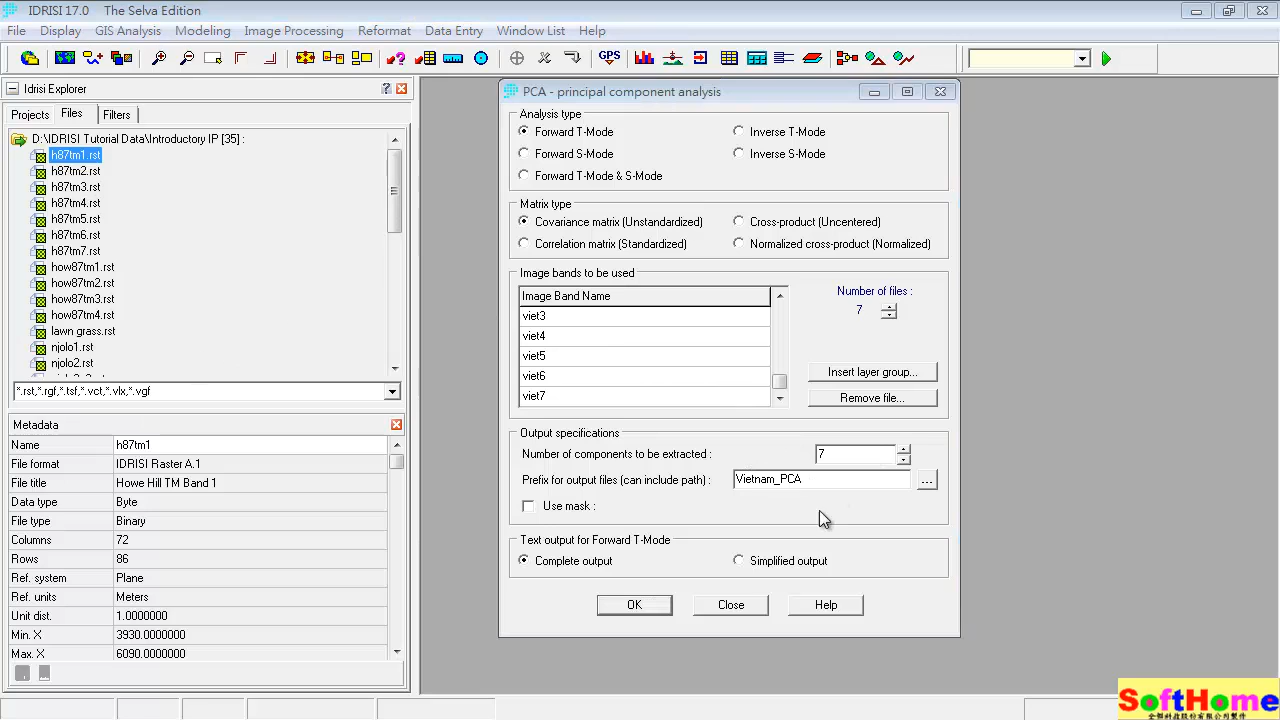 IDRISI 17.0 The Selva Edition
File Display GIS Analysis Modeling Image Processing Reformat Data Entry Window List Help
GPS
Idrisi Explorer
Projects Files Filters
D:\IDRISI Tutorial Data\Introductory IP [35] :
h87tm1.rst
h87tm2.rst
h87tm3.rst
h87tm4.rst
h87tm5.rst
h87tm6.rst
h87tm7.rst
how87tm1.rst
how87tm2.rst
how87tm3.rst
how87tm4.rst
lawn grass.rst
njolo1.rst
njolo2.rst
*.rst,*.rgf,*.tsf,*.vct,*.vlx,*.vgf
Metadata
Name h87tm1
File format IDRISI Raster A.1
File title Howe Hill TM Band 1
Data type Byte
File type Binary
Columns 72
Rows 86
Ref. system Plane
Ref. units Meters
Unit dist. 1.0000000
Min. X 3930.0000000
Max. X 6090.0000000
PCA - principal component analysis
Analysis type
Forward T-Mode Inverse T-Mode
Forward S-Mode Inverse S-Mode
Forward T-Mode & S-Mode
Matrix type
Covariance matrix (Unstandardized) Cross-product (Uncentered)
Correlation matrix (Standardized) Normalized cross-product (Normalized)
Image bands to be used
Image Band Name
viet3
viet4
viet5
viet6
viet7
Number of files :
7
Insert layer group...
Remove file...
Output specifications
Number of components to be extracted : 7
Prefix for output files (can include path) : Vietnam_PCA ...
Use mask :
Text output for Forward T-Mode
Complete output Simplified output
OK Close Help
SoftHome